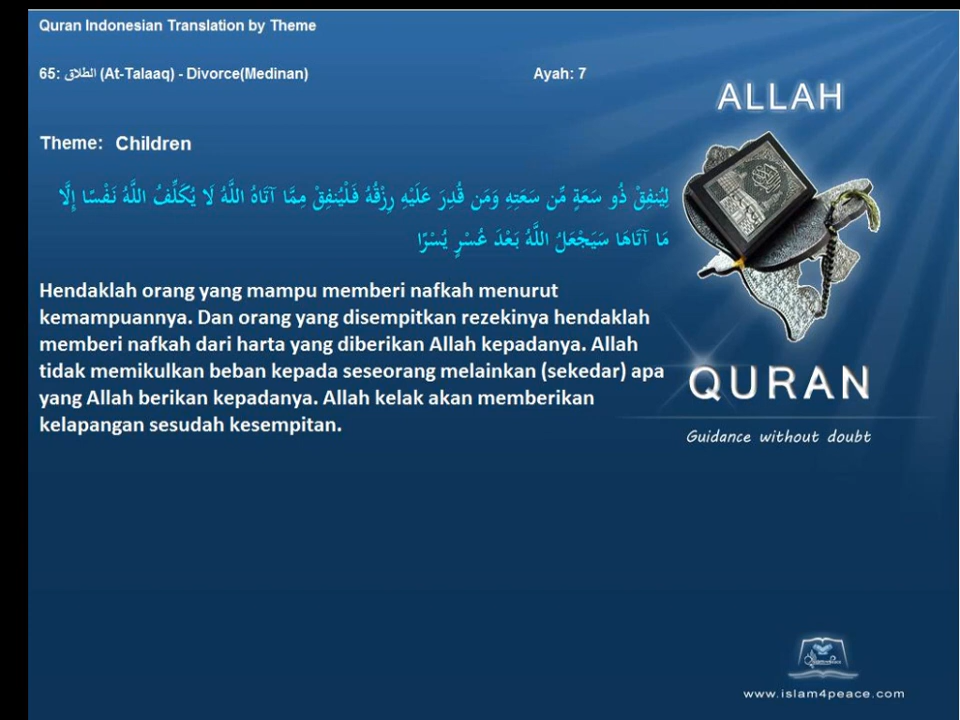 Quran Indonesian Translation by Theme
65: الطلاق (At-Talaaq) - Divorce(Medinan)
Ayah: 7
ALLAH
Theme: Children
لِيُنفِقْ ذُو سَعَةٍ مِّن سَعَتِهِ وَمَن قُدِرَ عَلَيْهِ رِزْقُهُ فَلْيُنفِقْ مِمَّا آتَاهُ اللَّهُ لَا يُكَلِّفُ اللَّهُ نَفْسًا إِلَّا
مَا آتَاهَا سَيَجْعَلُ اللَّهُ بَعْدَ عُسْرٍ يُسْرًا
Hendaklah orang yang mampu memberi nafkah menurut
kemampuannya. Dan orang yang disempitkan rezekinya hendaklah
memberi nafkah dari harta yang diberikan Allah kepadanya. Allah
tidak memikulkan beban kepada seseorang melainkan (sekedar) apa
yang Allah berikan kepadanya. Allah kelak akan memberikan
kelapangan sesudah kesempitan.
QURAN
Guidance without doubt
www.islam4peace.com